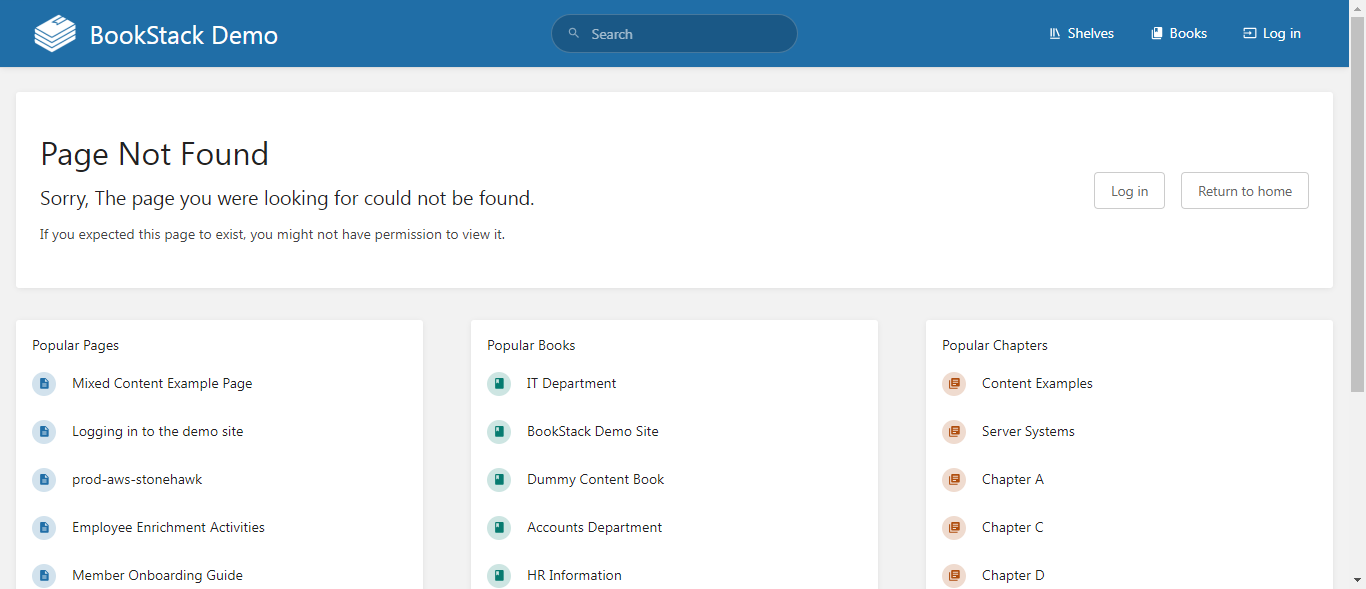 BookStack Demo
Search
Shelves
Books
Log in
Page Not Found
Sorry, The page you were looking for could not be found.
If you expected this page to exist, you might not have permission to view it.
Log in
Return to home
Popular Pages
Mixed Content Example Page
Logging in to the demo site
prod-aws-stonehawk
Employee Enrichment Activities
Member Onboarding Guide
Popular Books
IT Department
BookStack Demo Site
Dummy Content Book
Accounts Department
HR Information
Popular Chapters
Content Examples
Server Systems
Chapter A
Chapter C
Chapter D